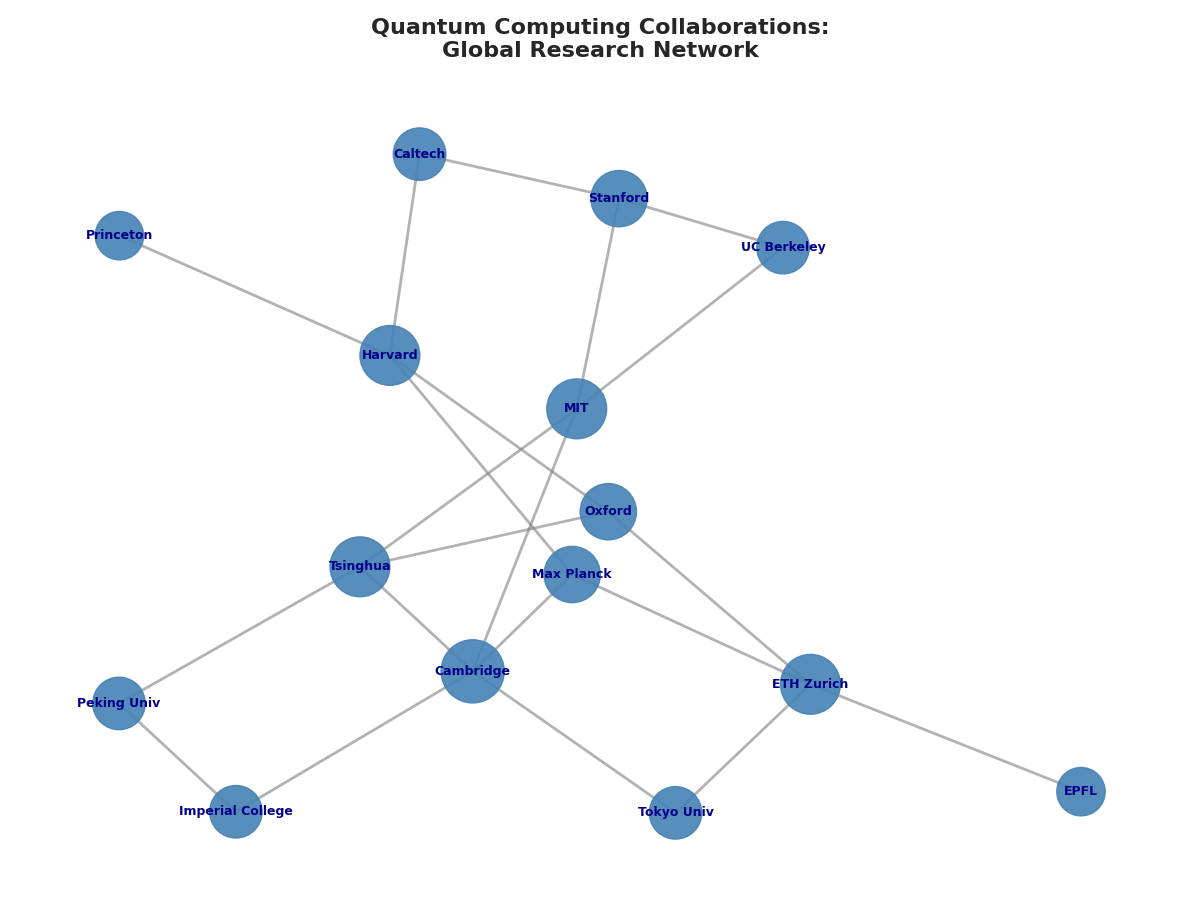 Quantum Computing Collaborations:
Global Research Network
Caltech
Stanford
Princeton
UC Berkeley
Harvard
MIT
Oxford
Tsinghua
Max Planck
Cambridge
ETH Zurich
Peking Univ
EPFL
Imperial College
Tokyo Univ